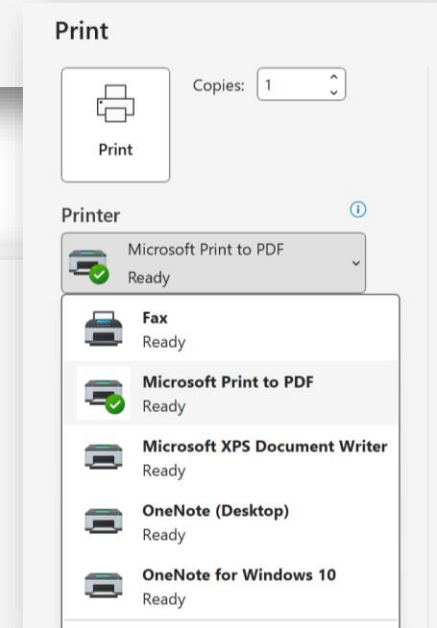 Print
Copies: 1
Print
Printer
Microsoft Print to PDF
Ready
Fax
Ready
Microsoft Print to PDF
Ready
Microsoft XPS Document Writer
Ready
OneNote (Desktop)
Ready
OneNote for Windows 10
Ready